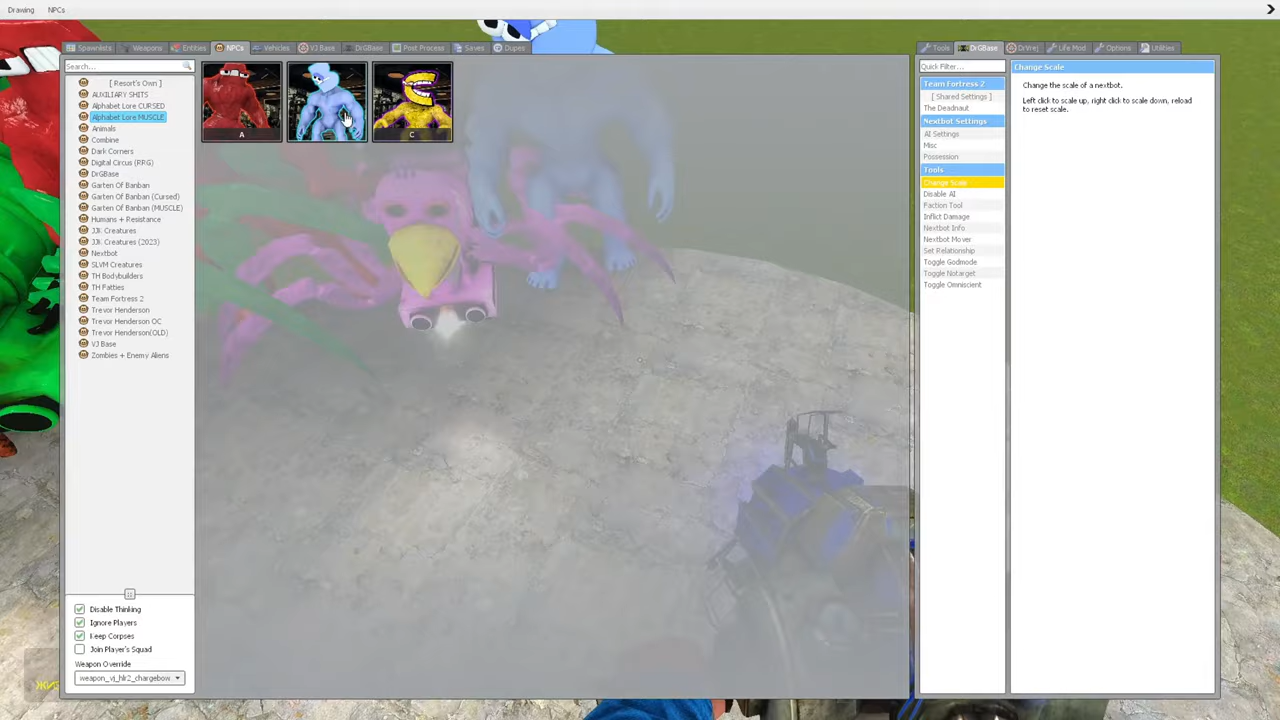 Drawing NPCs
Spawnlists Weapons Entities NPCs Vehicles VJ Base DrGBase Post Process Saves Dupes
Search...
[ Resort's Own ]
AUXILIARY SHITS
Alphabet Lore CURSED
Alphabet Lore MUSCLE
Animals
Combine
Dark Corners
Digital Circus (RRG)
DrGBase
Garten Of Banban
Garten Of Banban (Cursed)
Garten Of Banban (MUSCLE)
Humans + Resistance
JJK Creatures
JJK Creatures (2023)
Nextbot
SLVM Creatures
TH Bodybuilders
TH Fatties
Team Fortress 2
Trevor Henderson
Trevor Henderson OC
Trevor Henderson(OLD)
VJ Base
Zombies + Enemy Aliens
Disable Thinking
Ignore Players
Keep Corpses
Join Player's Squad
Weapon Override
weapon_vj_hlr2_chargebow
A
C
Tools DrGBase DrVrej Life Mod Options Utilities
Quick Filter...
Team Fortress 2
[ Shared Settings ]
The Deadnaut
Nextbot Settings
AI Settings
Misc
Possession
Tools
Change Scale
Disable AI
Faction Tool
Inflict Damage
Nextbot Info
Nextbot Mover
Set Relationship
Toggle Godmode
Toggle Notarget
Toggle Omniscient
Change Scale
Change the scale of a nextbot.
Left click to scale up, right click to scale down, reload
to reset scale.